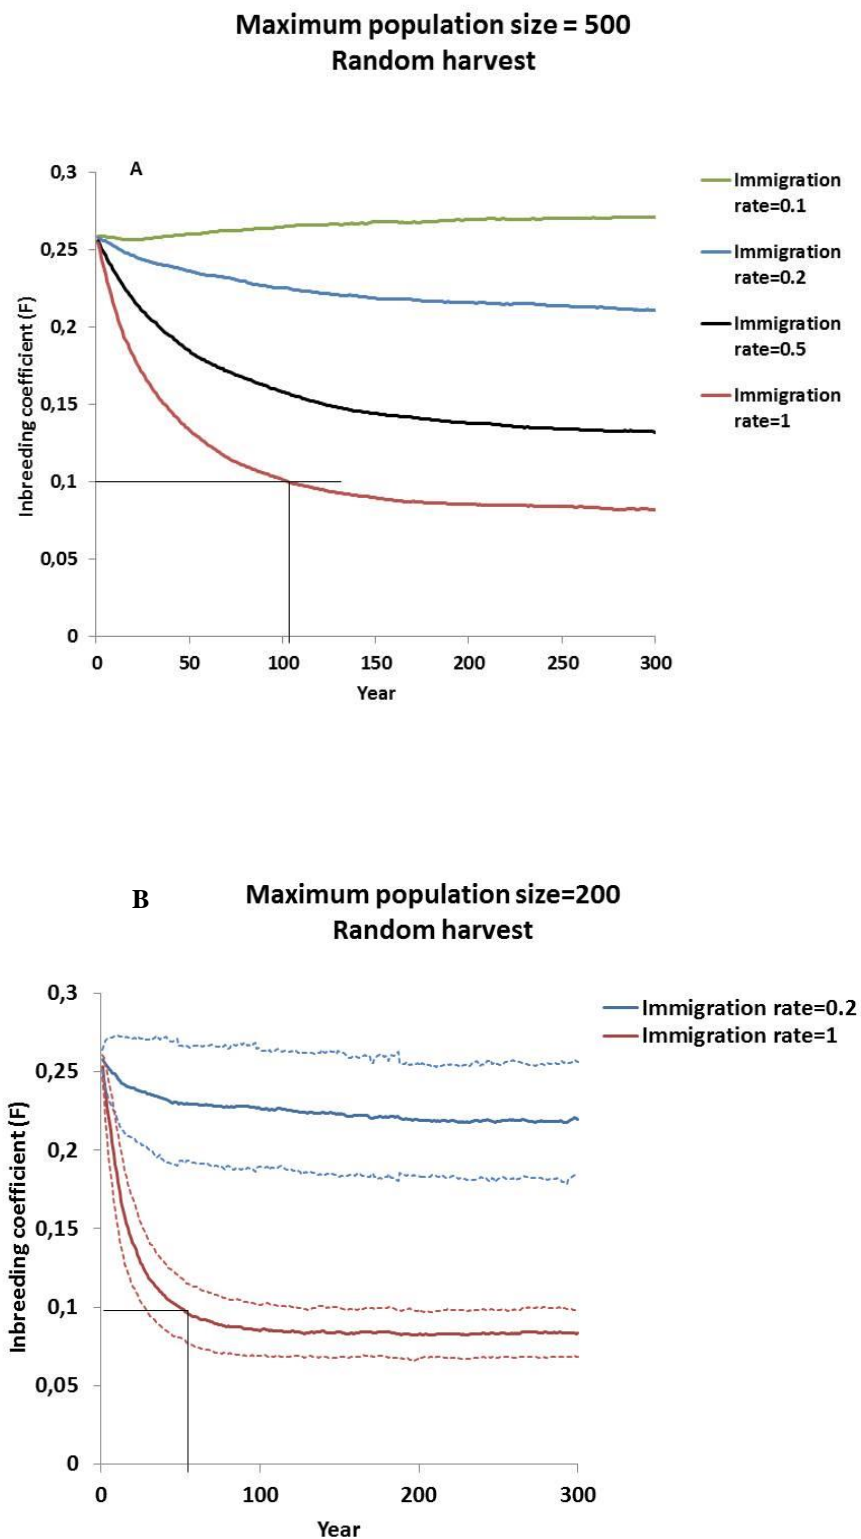 Maximum population size = 500
Random harvest
A
0,3
0,25
0,2
0,15
0,1
0,05
0
Inbreeding coefficient (F)
0 50 100 150 200 250 300
Year
Immigration
rate=0.1
Immigration
rate=0.2
Immigration
rate=0.5
Immigration
rate=1
B
Maximum population size=200
Random harvest
0,3
0,25
0,2
0,15
0,1
0,05
0
Inbreeding coefficient (F)
0 100 200 300
Year
Immigration rate=0.2
Immigration rate=1